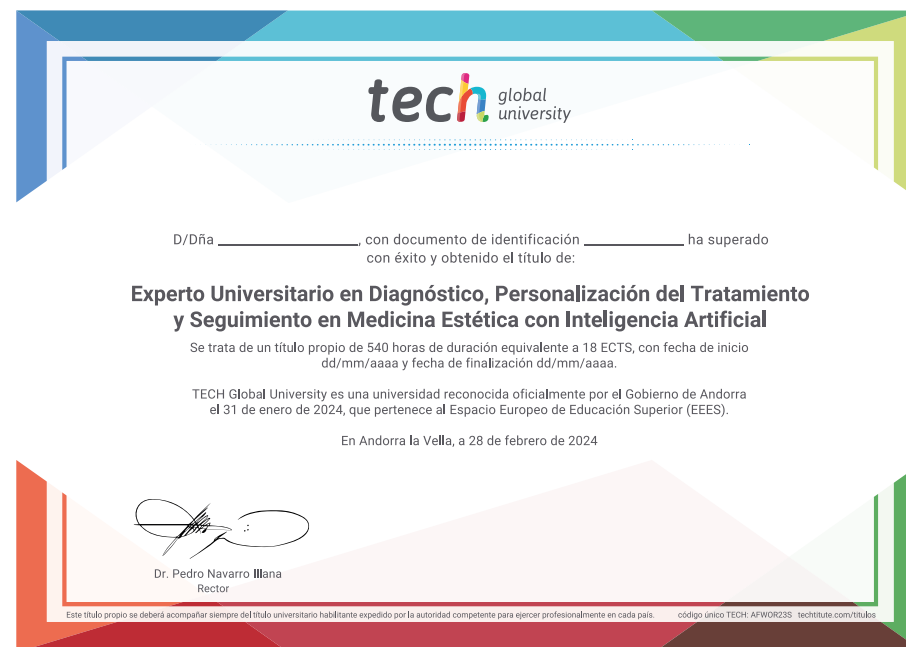 tech global
university
D/Dña ____________________, con documento de identificación ______________ ha superado
con éxito y obtenido el título de:
Experto Universitario en Diagnóstico, Personalización del Tratamiento
y Seguimiento en Medicina Estética con Inteligencia Artificial
Se trata de un título propio de 540 horas de duración equivalente a 18 ECTS, con fecha de inicio
dd/mm/aaaa y fecha de finalización dd/mm/aaaa.
TECH Global University es una universidad reconocida oficialmente por el Gobierno de Andorra
el 31 de enero de 2024, que pertenece al Espacio Europeo de Educación Superior (EEES).
En Andorra la Vella, a 28 de febrero de 2024
Dr. Pedro Navarro Illana
Rector
Este título propio se deberá acompañar siempre del título universitario habilitante expedido por la autoridad competente para ejercer profesionalmente en cada país. código único TECH: AFWOR23S techtitute.com/titulos